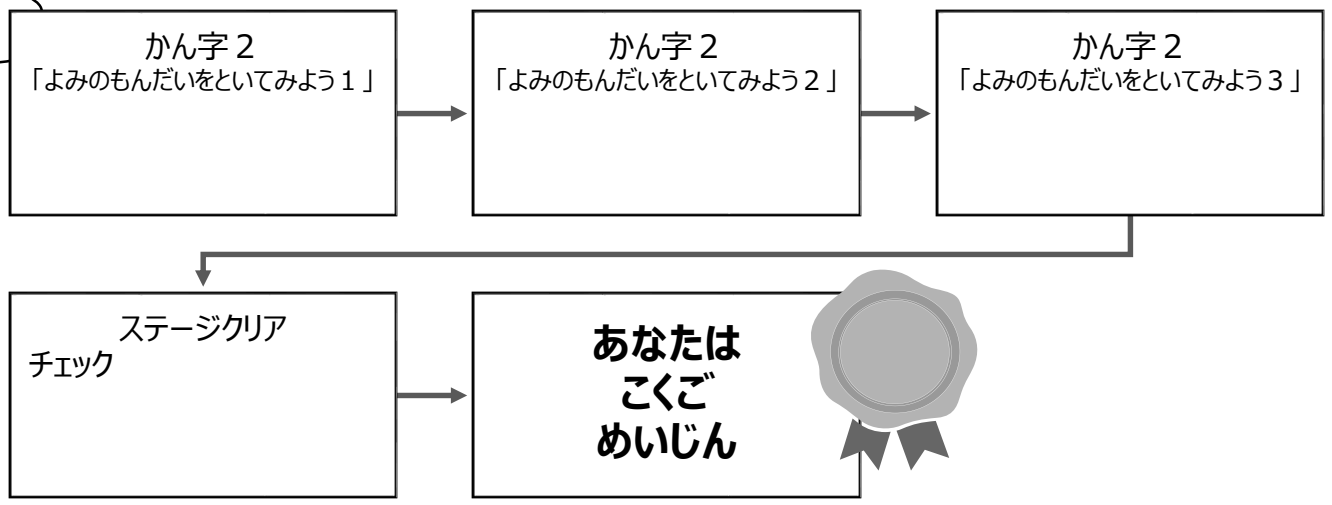 かん字２
「よみのもんだいをといてみよう１」
かん字２
「よみのもんだいをといてみよう２」
かん字２
「よみのもんだいをといてみよう３」
ステージクリア
チェック
あなたは
こくご
めいじん